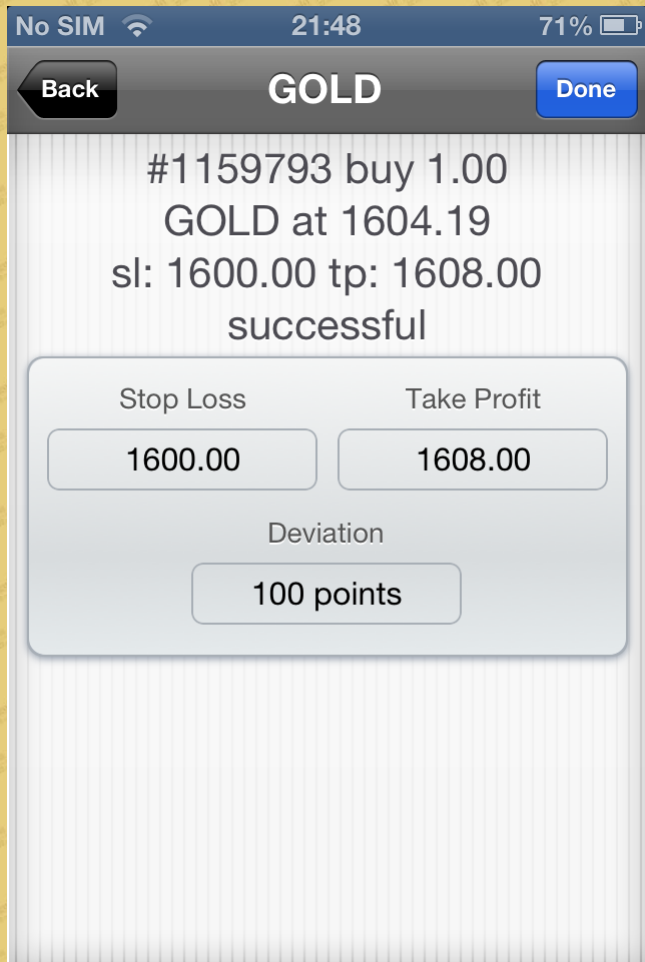 No SIM 21:48 71%
Back GOLD Done
#1159793 buy 1.00
GOLD at 1604.19
sl: 1600.00 tp: 1608.00
successful
Stop Loss Take Profit
1600.00 1608.00
Deviation
100 points